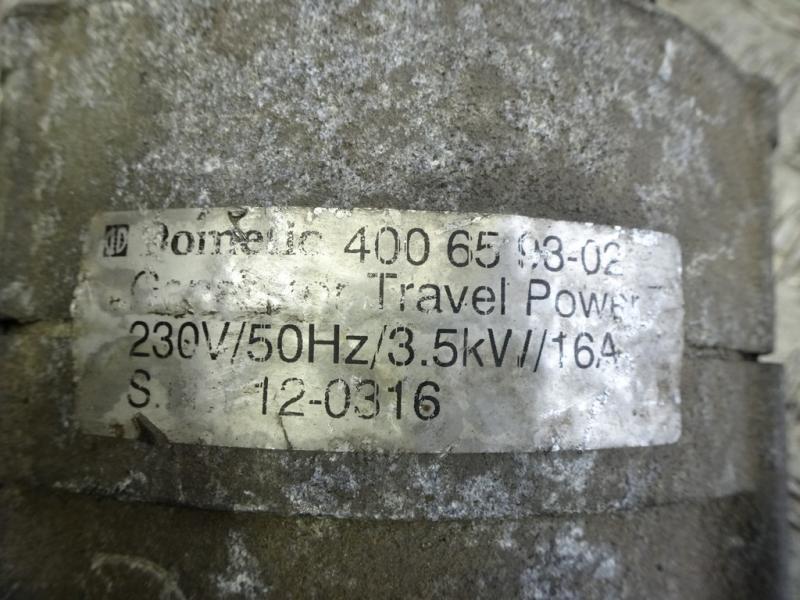 Dometic 400 65 93-02
Generator Travel Power
230V/50Hz/3.5kW/16A
12-0316